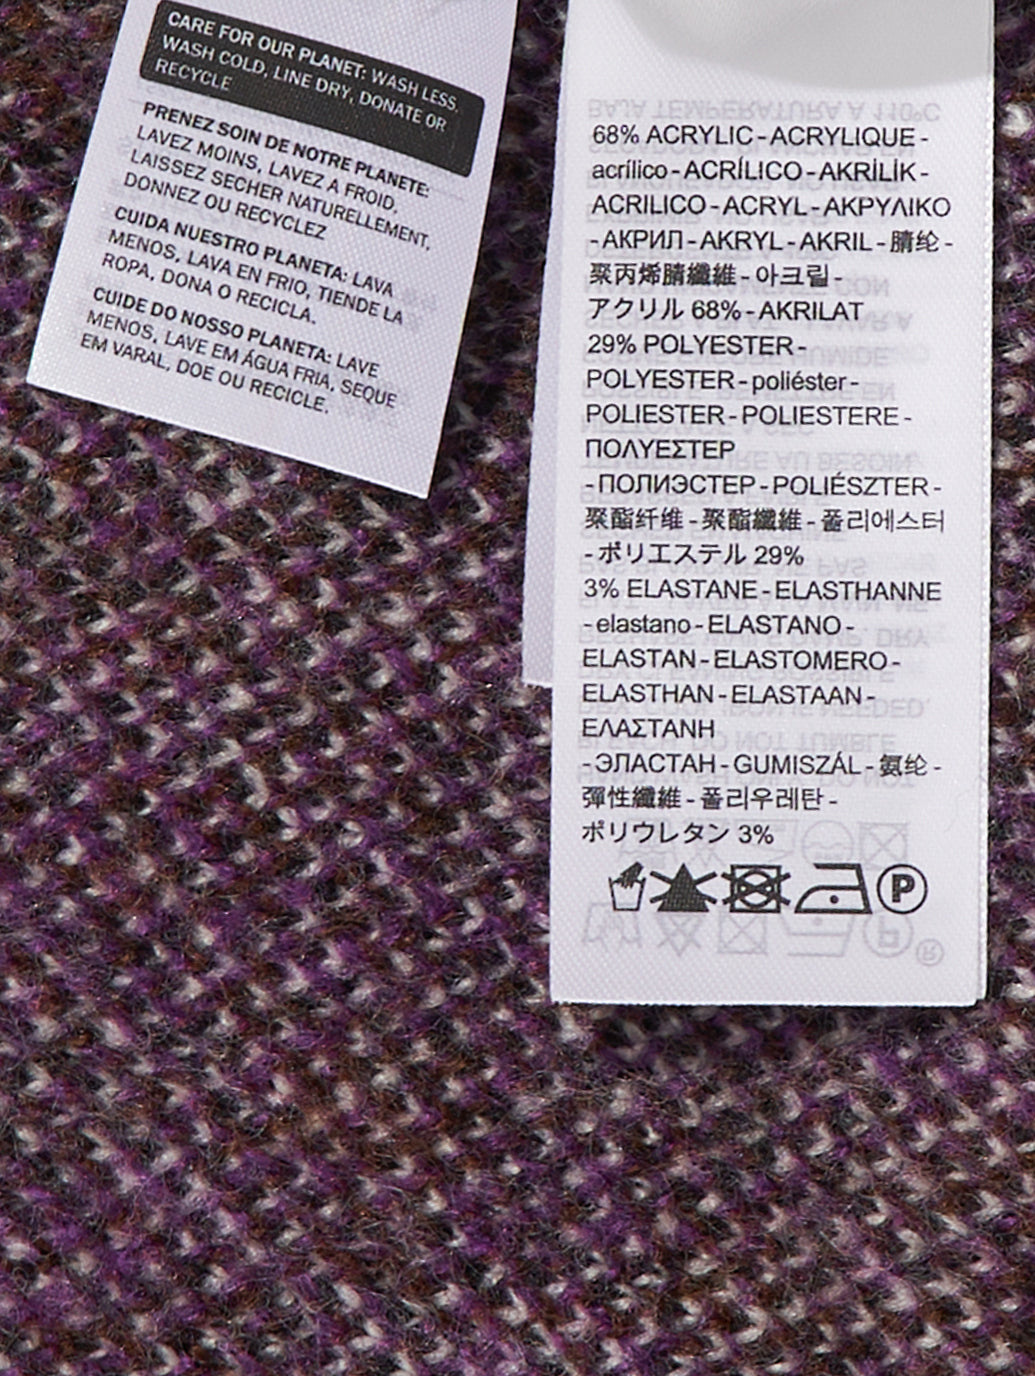 CARE FOR OUR PLANET: WASH LESS,
WASH COLD, LINE DRY, DONATE OR
RECYCLE
PRENEZ SOIN DE NOTRE PLANETE:
LAVEZ MOINS, LAVEZ A FROID,
LAISSEZ SECHER NATURELLEMENT,
DONNEZ OU RECYCLEZ
CUIDA NUESTRO PLANETA: LAVA
MENOS, LAVA EN FRIO, TIENDE LA
ROPA, DONA O RECICLA.
CUIDE DO NOSSO PLANETA: LAVE
MENOS, LAVE EM ÁGUA FRIA, SEQUE
EM VARAL, DOE OU RECICLE.
68% ACRYLIC - ACRYLIQUE -
acrílico - ACRÍLICO - AKRİLİK -
ACRILICO - ACRYL - ΑΚΡΥΛΙΚΟ
- АКРИЛ - AKRYL - AKRIL - 腈纶 -
聚丙烯腈纖維 - 아크릴 -
アクリル 68% - AKRILAT
29% POLYESTER -
POLYESTER - poliéster -
POLIESTER - POLIESTERE -
ΠΟΛΥΕΣΤΕΡ
- ПОЛИЭСТЕР - POLIÉSZTER -
聚酯纤维 - 聚酯纖維 - 폴리에스터
- ポリエステル 29%
3% ELASTANE - ELASTHANNE
- elastano - ELASTANO -
ELASTAN - ELASTOMERO -
ELASTHAN - ELASTAAN -
ΕΛΑΣΤΑΝΗ
- ЭЛАСТАН - GUMISZÁL - 氨纶 -
彈性纖維 - 폴리우레탄 -
ポリウレタン 3%
P